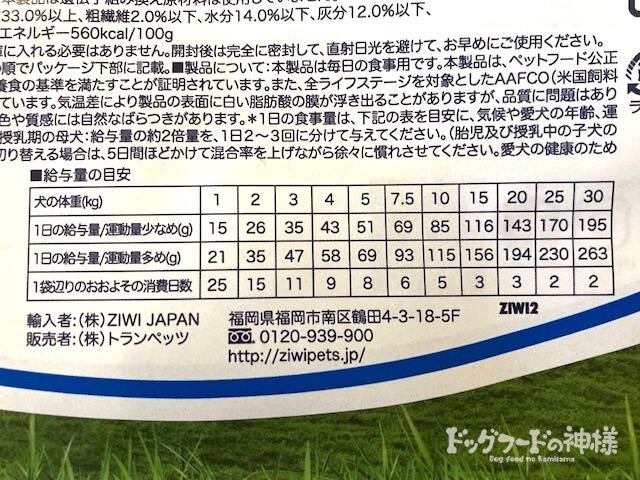 33.0%以上、粗繊維2.0%以下、水分14.0%以下、灰分12.0%以下、
エネルギー560kcal/100g
に入れる必要はありません。開封後は完全に密封して、直射日光を避けて、お早めにご使用ください。
の順でパッケージ下部に記載。■製品について：本製品は毎日の食事用です。本製品は、ペットフード公正
養食の基準を満たすことが証明されています。また、全ライフステージを対象としたAAFCO(米国飼料
ています。気温差により製品の表面に白い脂肪酸の膜が浮き出ることがありますが、品質に問題はあり
色や質感には自然なばらつきがあります。＊1日の食事量は、下記の表を目安に、気候や愛犬の年齢、運
授乳期の母犬：給与量の約2倍量を、1日2〜3回に分けて与えてください。(胎児及び授乳中の子犬の
切り替える場合は、5日間ほどかけて混合率を上げながら徐々に慣れさせてください。愛犬の健康のため
■給与量の目安
犬の体重(kg) 1 2 3 4 5 7.5 10 15 20 25 30
1日の給与量/運動量少なめ(g) 15 26 35 43 51 69 85 116 143 170 195
1日の給与量/運動量多め(g) 21 35 47 58 69 93 115 156 194 230 263
1袋辺りのおおよその消費日数 25 15 11 9 8 6 5 3 3 2 2
輸入者：(株) ZIWI JAPAN 福岡県福岡市南区鶴田4-3-18-5F ZIWI2
販売者：(株)トランペッツ 0120-939-900
http://ziwipets.jp/
ドッグフードの神様
Dog food no Kamisama